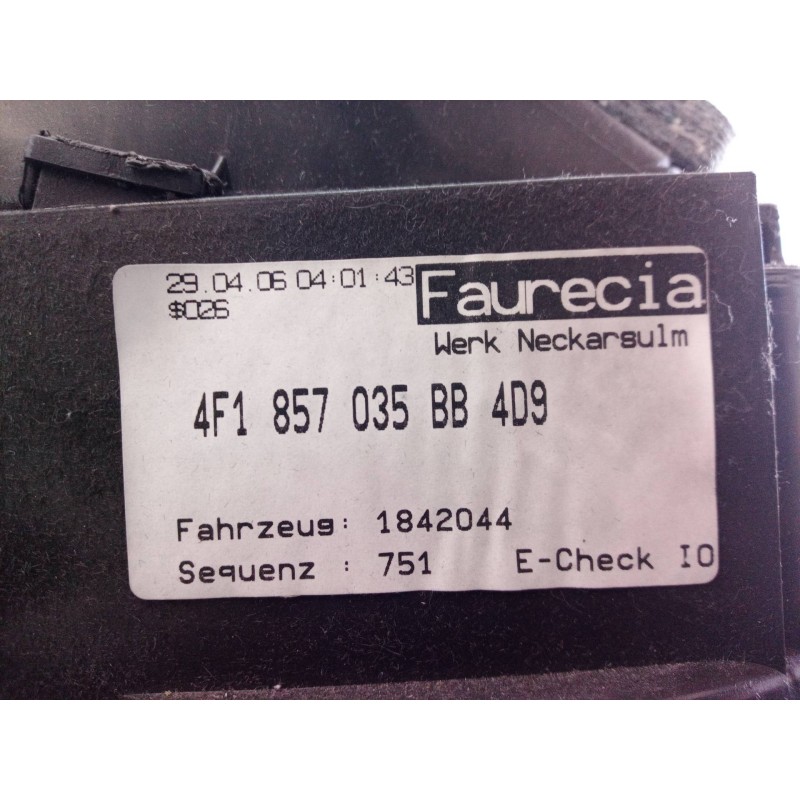 29.04.06 04:01:43 Faurecia
$026
Werk Neckarsulm
4F1 857 035 BB 4D9
Fahrzeug: 1842044
Sequenz : 751 E-Check IO